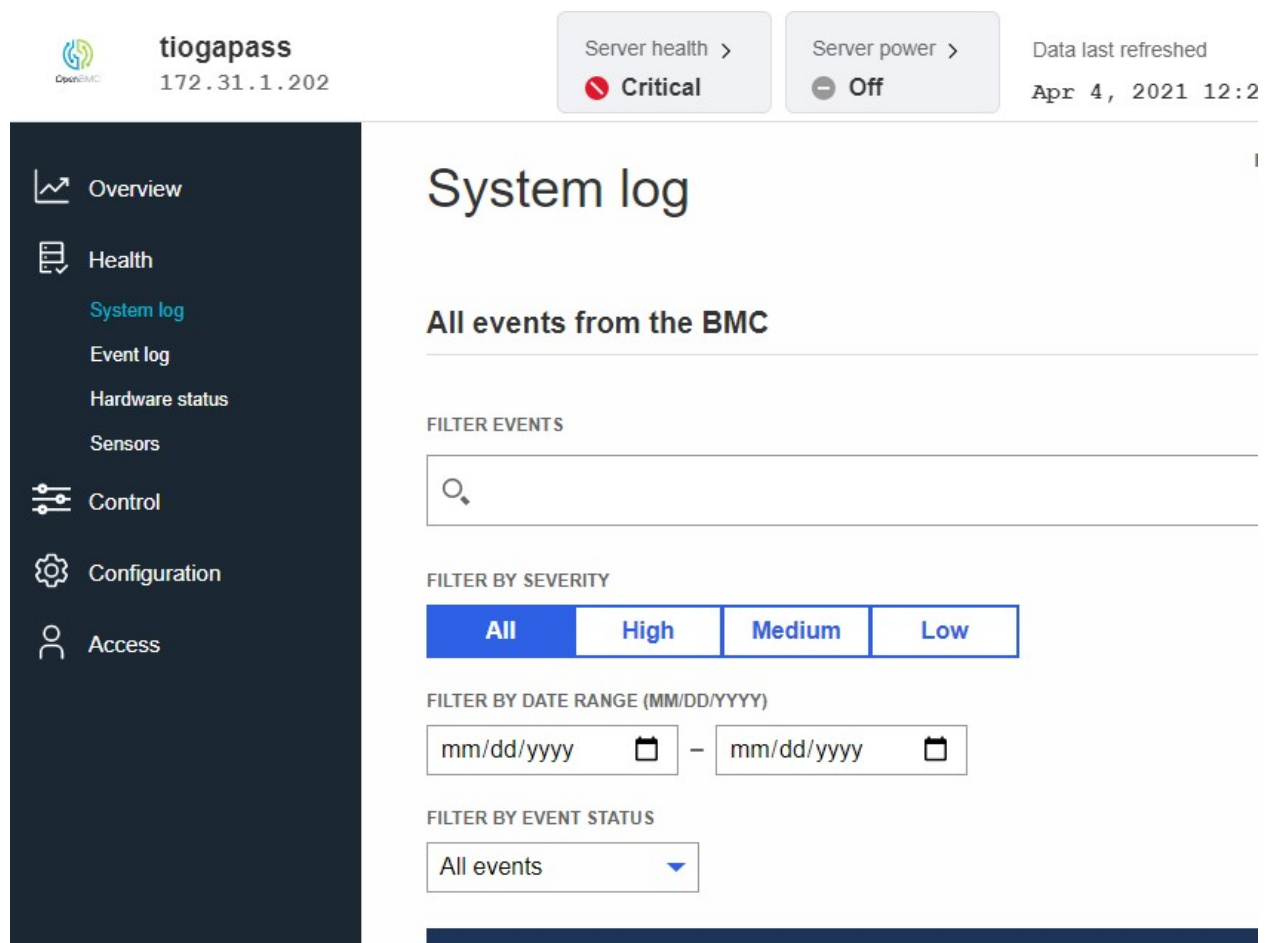 OpenBMC
tiogapass
172.31.1.202
Server health
Critical
Server power
Off
Data last refreshed
Apr 4, 2021 12:2
Overview
Health
System log
Event log
Hardware status
Sensors
Control
Configuration
Access
System log
All events from the BMC
FILTER EVENTS
FILTER BY SEVERITY
All High Medium Low
FILTER BY DATE RANGE (MM/DD/YYYY)
mm/dd/yyyy – mm/dd/yyyy
FILTER BY EVENT STATUS
All events